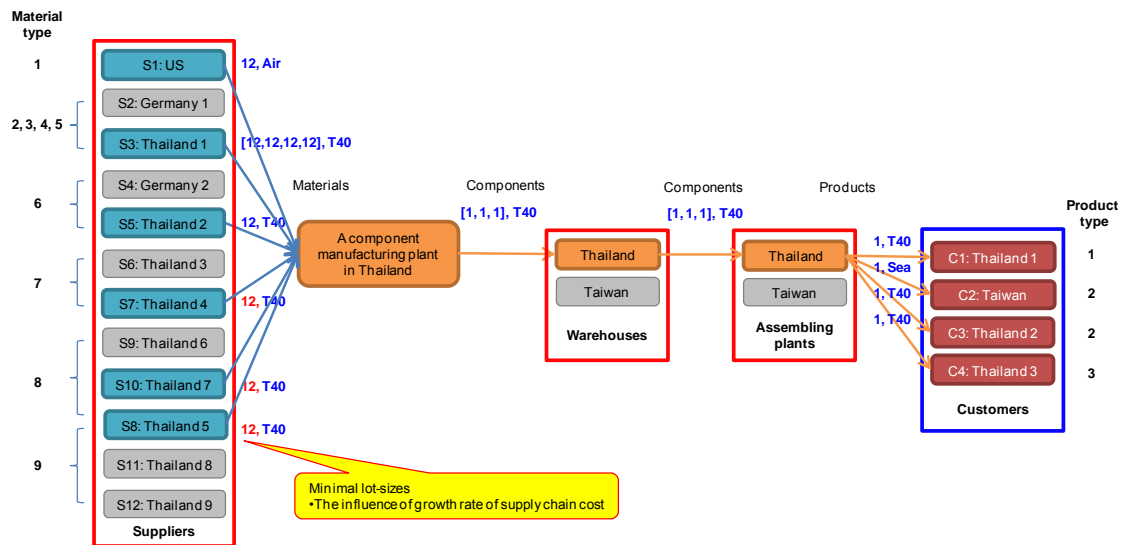 Material
type
1
2, 3, 4, 5
6
7
8
9
S1: US
S2: Germany 1
S3: Thailand 1
S4: Germany 2
S5: Thailand 2
S6: Thailand 3
S7: Thailand 4
S9: Thailand 6
S10: Thailand 7
S8: Thailand 5
S11: Thailand 8
S12: Thailand 9
Suppliers
12, Air
[12,12,12,12], T40
12, T40
12, T40
12, T40
12, T40
Materials
A component
manufacturing plant
in Thailand
Components
[1, 1, 1], T40
Thailand
Taiwan
Warehouses
Components
[1, 1, 1], T40
Thailand
Taiwan
Assembling
plants
Products
1, T40
1, Sea
1, T40
1, T40
C1: Thailand 1
C2: Taiwan
C3: Thailand 2
C4: Thailand 3
Customers
Product
type
1
2
2
3
Minimal lot-sizes
•The influence of growth rate of supply chain cost